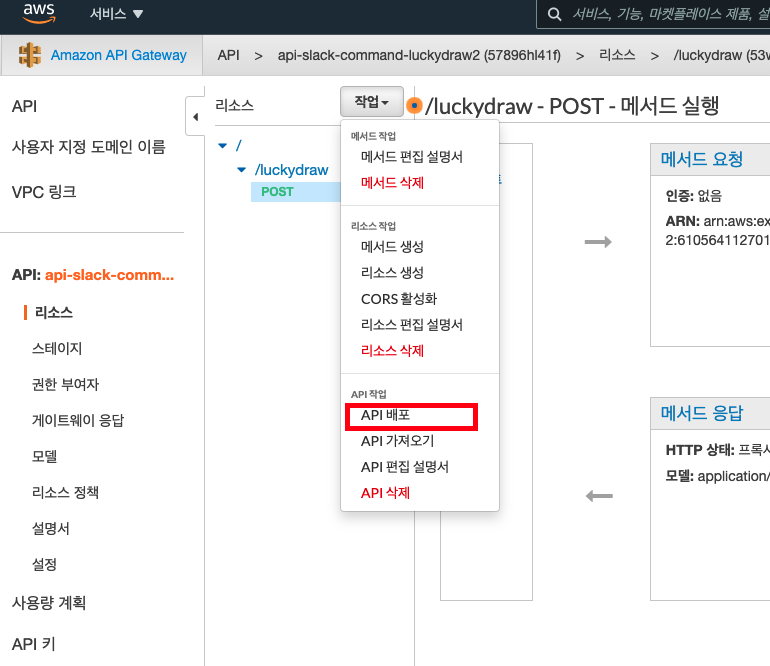 aws
서비스
서비스, 기능, 마켓플레이스 제품, 설
Amazon API Gateway
API > api-slack-command-luckydraw2 (57896hl41f) > 리소스 > /luckydraw (53w
API
사용자 지정 도메인 이름
VPC 링크
API: api-slack-comm...
리소스
스테이지
권한 부여자
게이트웨이 응답
모델
리소스 정책
설명서
설정
사용량 계획
API 키
리소스
작업
/
/luckydraw
POST
메서드 작업
메서드 편집 설명서
메서드 삭제
리소스 작업
메서드 생성
리소스 생성
CORS 활성화
리소스 편집 설명서
리소스 삭제
API 작업
API 배포
API 가져오기
API 편집 설명서
API 삭제
/luckydraw - POST - 메서드 실행
메서드 요청
인증: 없음
ARN: arn:aws:ex
2:610564112701
메서드 응답
HTTP 상태: 프록시
모델: application/